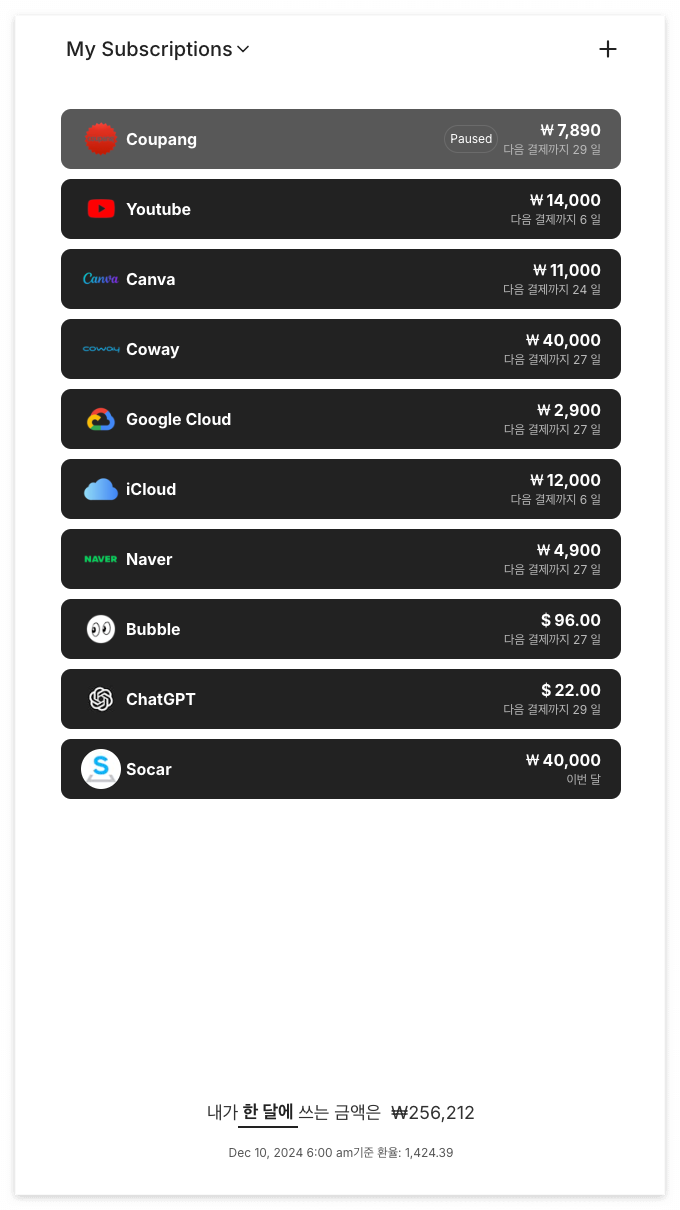 My Subscriptions
Coupang
Paused
₩ 7,890
다음 결제까지 29 일
Youtube
₩ 14,000
다음 결제까지 6 일
Canva
Canva
₩ 11,000
다음 결제까지 24 일
coway
Coway
₩ 40,000
다음 결제까지 27 일
Google Cloud
₩ 2,900
다음 결제까지 27 일
iCloud
₩ 12,000
다음 결제까지 6 일
NAVER
Naver
₩ 4,900
다음 결제까지 27 일
Bubble
$ 96.00
다음 결제까지 27 일
ChatGPT
$ 22.00
다음 결제까지 29 일
S
Socar
₩ 40,000
이번 달
내가 한 달에 쓰는 금액은 ₩256,212
Dec 10, 2024 6:00 am기준 환율: 1,424.39